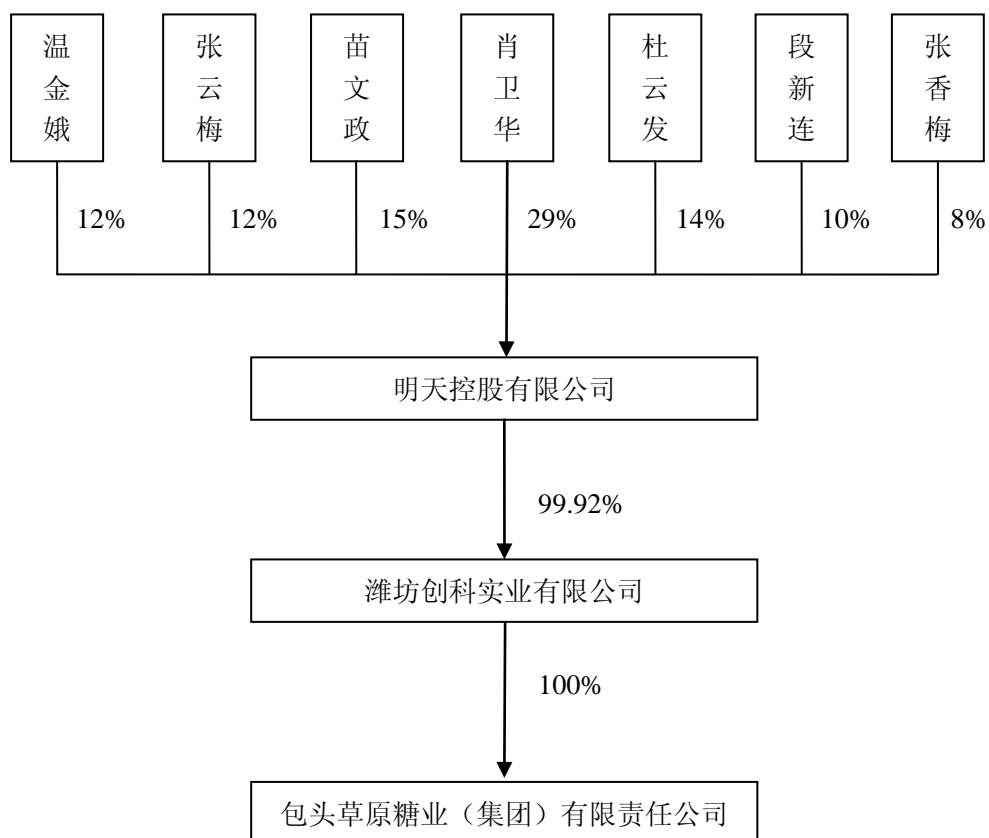 温金娥
张云梅
苗文政
肖卫华
杜云发
段新连
张香梅
12%
12%
15%
29%
14%
10%
8%
明天控股有限公司
99.92%
潍坊创科实业有限公司
100%
包头草原糖业（集团）有限责任公司